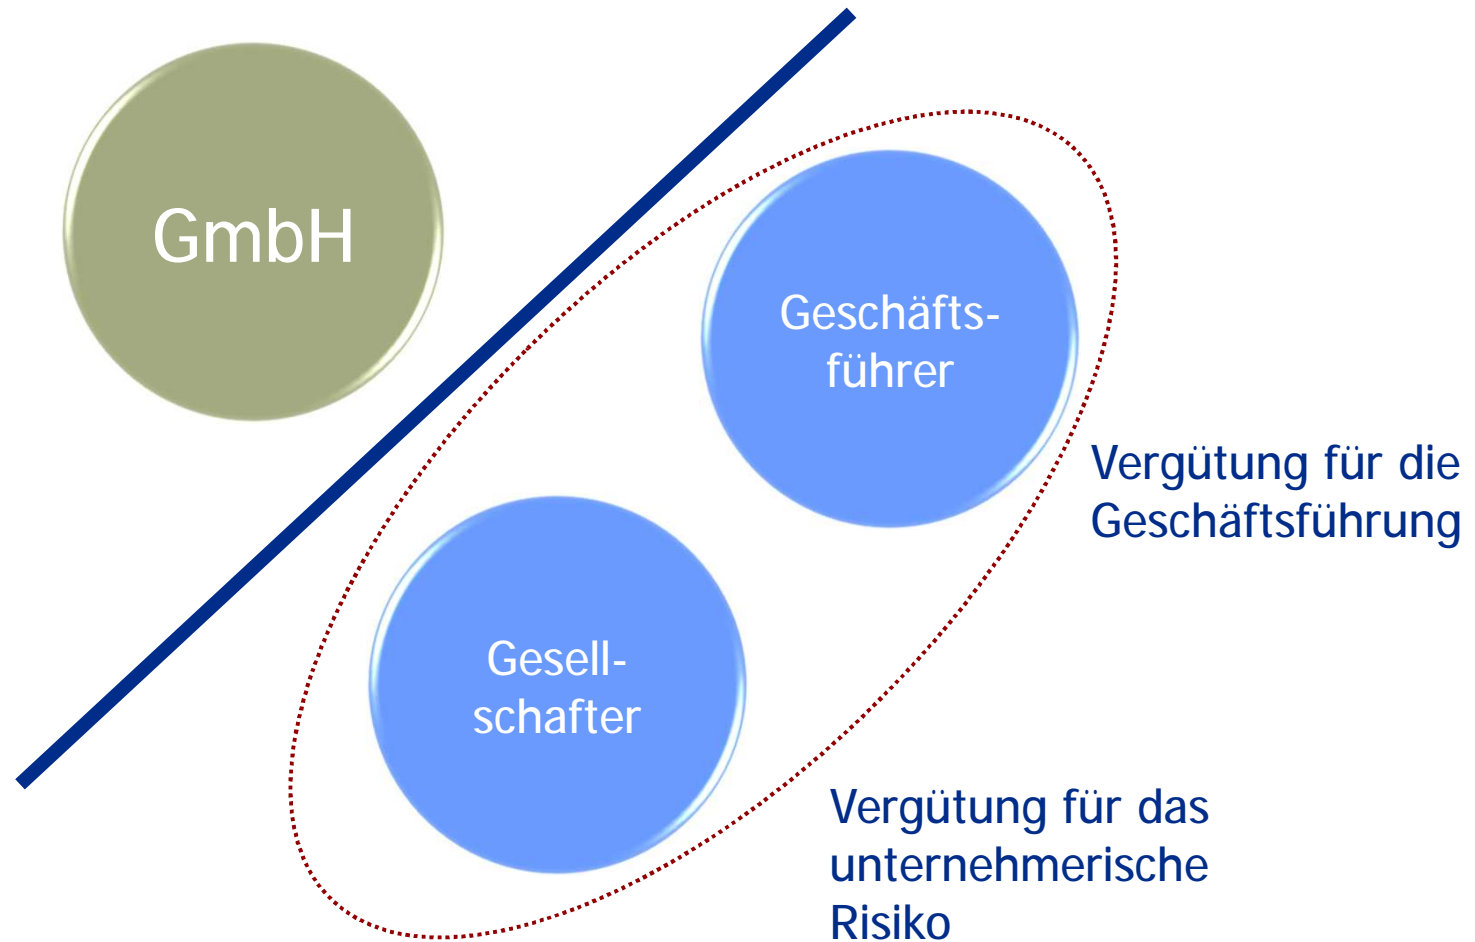 GmbH
Geschäfts-
führer
Vergütung für die
Geschäftsführung
Gesell-
schafter
Vergütung für das
unternehmerische
Risiko